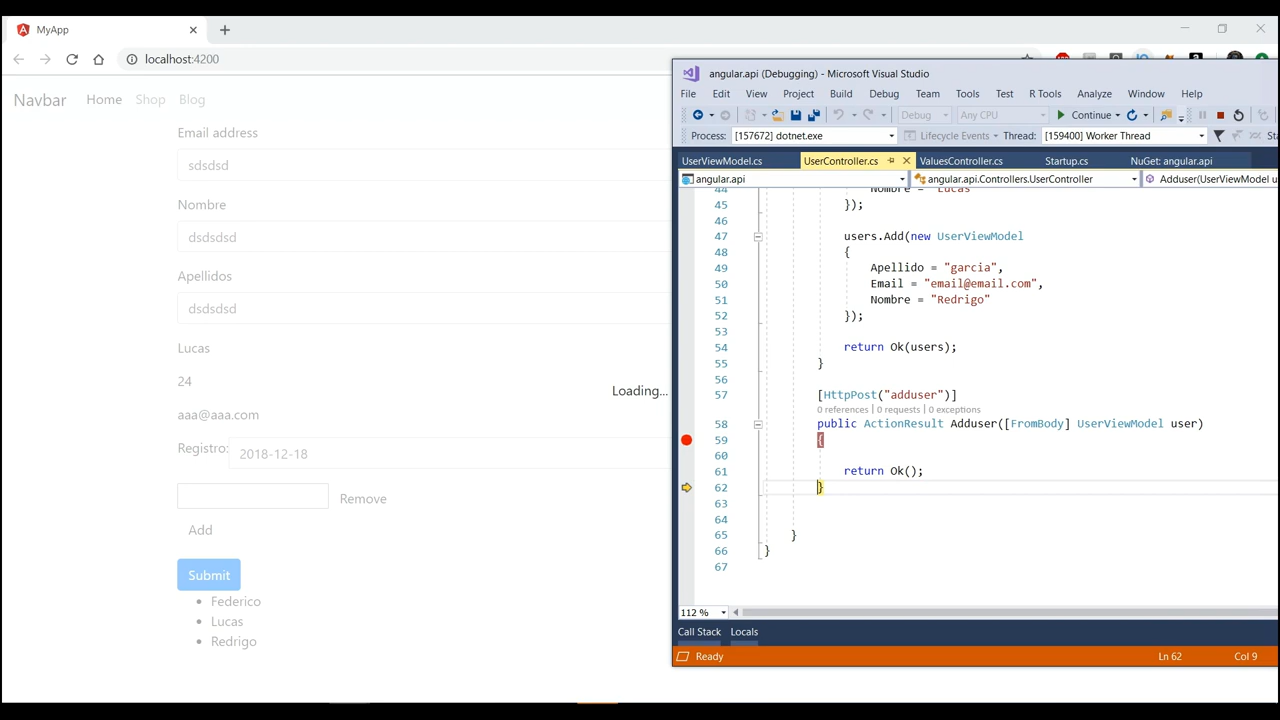 MyApp
localhost:4200
Navbar Home Shop Blog
Email address
sdsdsd
Nombre
dsdsdsd
Apellidos
dsdsdsd
Lucas
24
aaa@aaa.com
Registro: 2018-12-18
Remove
Add
Submit
Federico
Lucas
Redrigo
Loading...
angular.api (Debugging) - Microsoft Visual Studio
File Edit View Project Build Debug Team Tools Test R Tools Analyze Window Help
Debug Any CPU Continue
Process: [157672] dotnet.exe Lifecycle Events Thread: [159400] Worker Thread
UserViewModel.cs UserController.cs ValuesController.cs Startup.cs NuGet: angular.api
angular.api angular.api.Controllers.UserController Adduser(UserViewModel u
44 Nombre = "Lucas"
45 });
46
47 users.Add(new UserViewModel
48 {
49 Apellido = "garcia",
50 Email = "email@email.com",
51 Nombre = "Redrigo"
52 });
53
54 return Ok(users);
55 }
56
57 [HttpPost("adduser")]
0 references | 0 requests | 0 exceptions
58 public ActionResult Adduser([FromBody] UserViewModel user)
59 {
60
61 return Ok();
62 }
63
64
65 }
66 }
67
112 %
Call Stack Locals
Ready Ln 62 Col 9